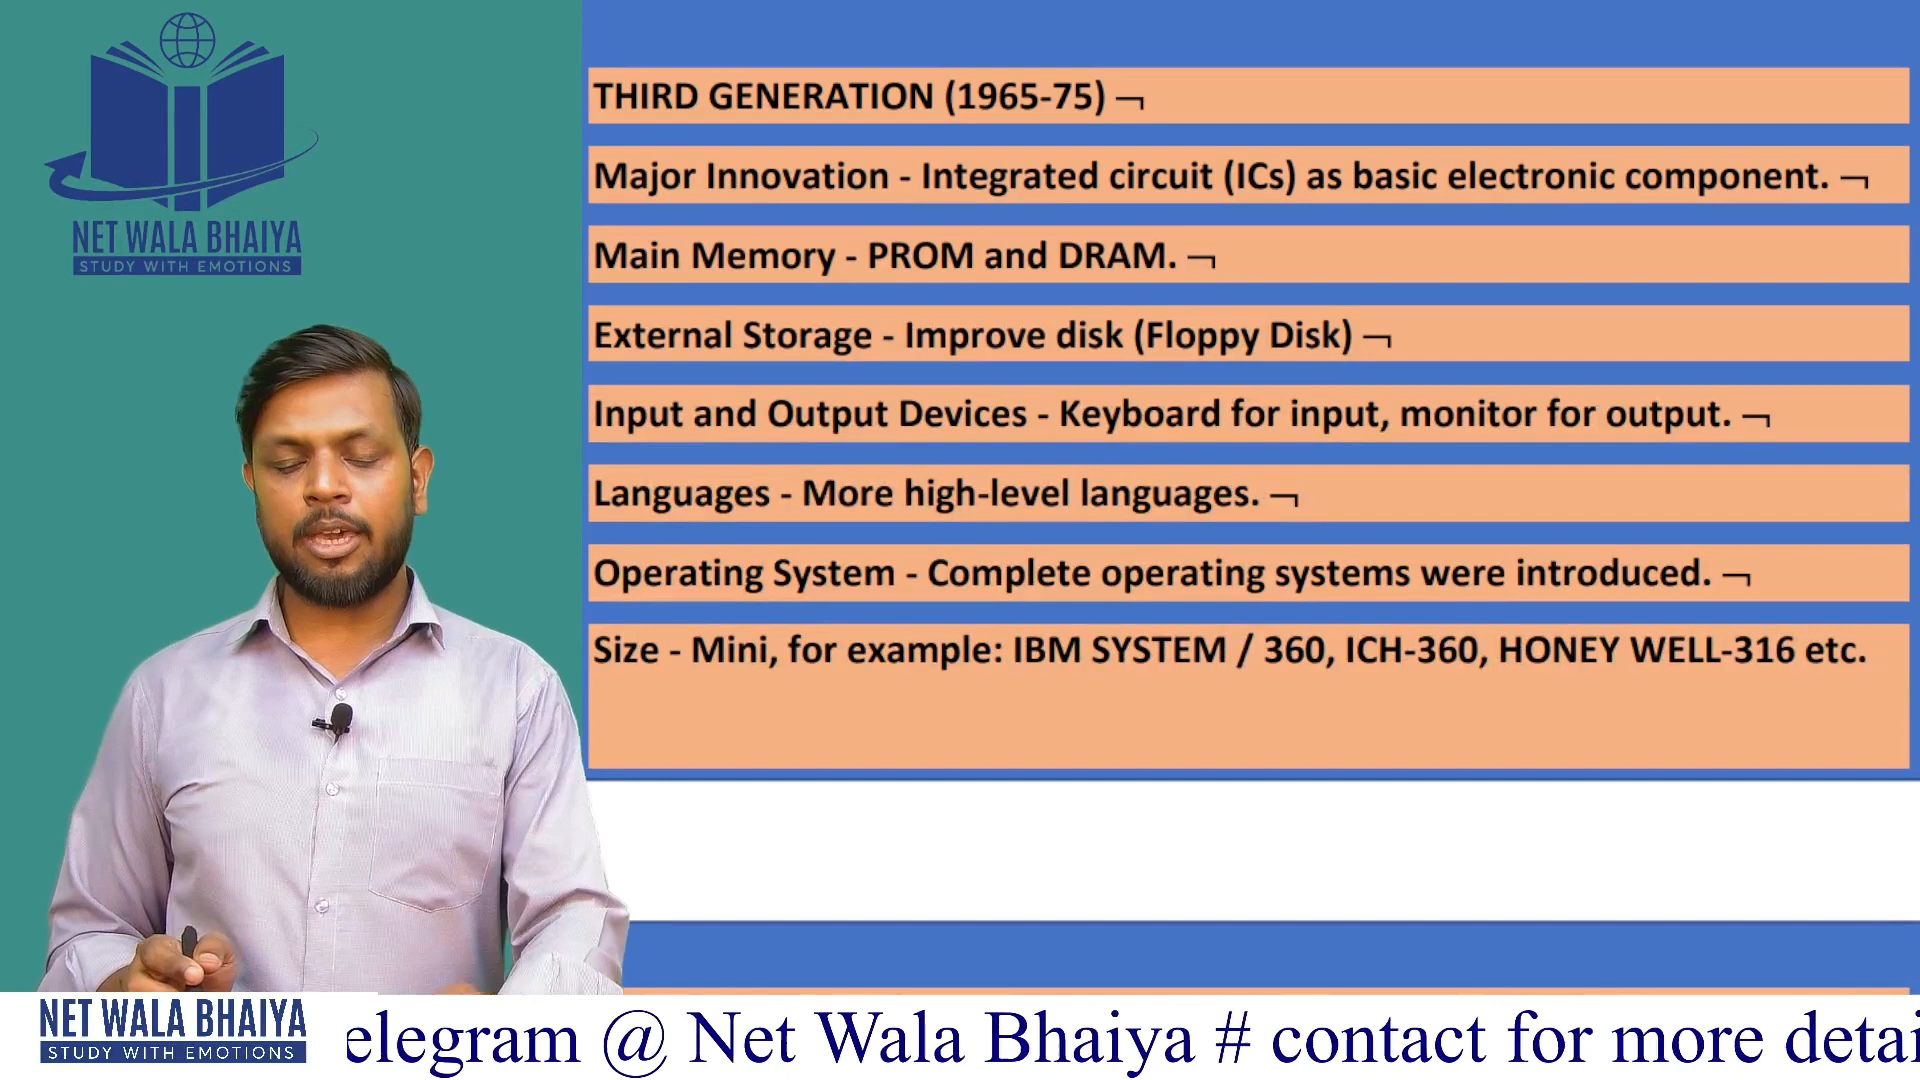 NET WALA BHAIYA
STUDY WITH EMOTIONS
THIRD GENERATION (1965-75) ¬
Major Innovation - Integrated circuit (ICs) as basic electronic component. ¬
Main Memory - PROM and DRAM. ¬
External Storage - Improve disk (Floppy Disk) ¬
Input and Output Devices - Keyboard for input, monitor for output. ¬
Languages - More high-level languages. ¬
Operating System - Complete operating systems were introduced. ¬
Size - Mini, for example: IBM SYSTEM / 360, ICH-360, HONEY WELL-316 etc.
NET WALA BHAIYA
STUDY WITH EMOTIONS
elegram @ Net Wala Bhaiya # contact for more detai